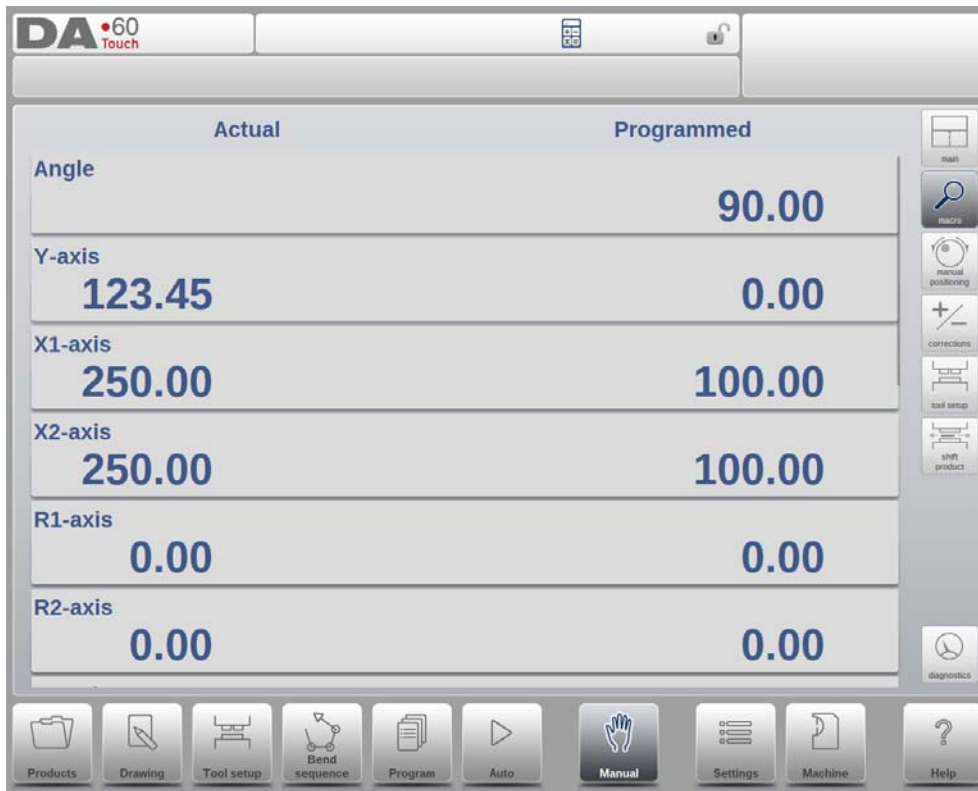 DA•60
Touch
Actual Programmed
Angle
90.00
Y-axis
123.45 0.00
X1-axis
250.00 100.00
X2-axis
250.00 100.00
R1-axis
0.00 0.00
R2-axis
0.00 0.00
main
macro
manual
positioning
corrections
tool setup
shift
product
diagnostics
Products Drawing Tool setup Bend
sequence Program Auto Manual Settings Machine Help